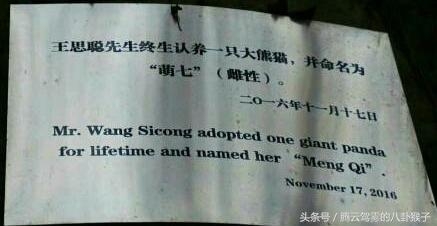 王思聪先生终生认养一只大熊猫，并命名为
“萌七”（雌性）。
二〇一六年十一月十七日
Mr. Wang Sicong adopted one giant panda
for lifetime and named her “Meng Qi”.
November 17, 2016
头条号 / 腾云驾雾的八卦猴子